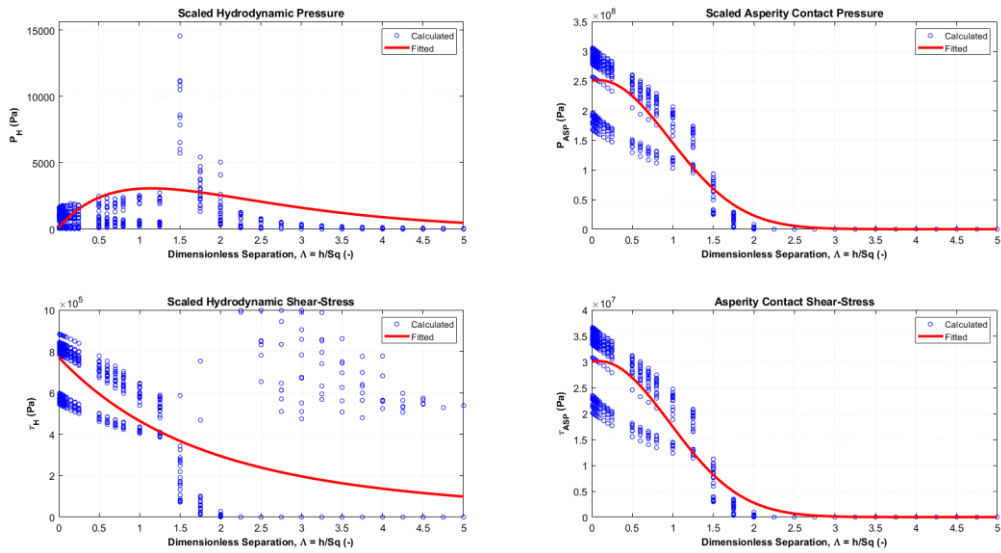 Scaled Hydrodynamic Pressure
15000
10000
5000
0
P_H (Pa)
Calculated
Fitted
0.5 1 1.5 2 2.5 3 3.5 4 4.5 5
Dimensionless Separation, Λ = h/Sq (-)
Scaled Asperity Contact Pressure
×10^8
3.5
3
2.5
2
1.5
1
0.5
0
P_ASP (Pa)
Calculated
Fitted
0 0.5 1 1.5 2 2.5 3 3.5 4 4.5 5
Dimensionless Separation, Λ = h/Sq (-)
Scaled Hydrodynamic Shear-Stress
×10^5
10
8
6
4
2
0
τ_H (Pa)
Calculated
Fitted
0 0.5 1 1.5 2 2.5 3 3.5 4 4.5 5
Dimensionless Separation, Λ = h/Sq (-)
Asperity Contact Shear-Stress
×10^7
4
3.5
3
2.5
2
1.5
1
0.5
0
τ_ASP (Pa)
Calculated
Fitted
0 0.5 1 1.5 2 2.5 3 3.5 4 4.5 5
Dimensionless Separation, Λ = h/Sq (-)